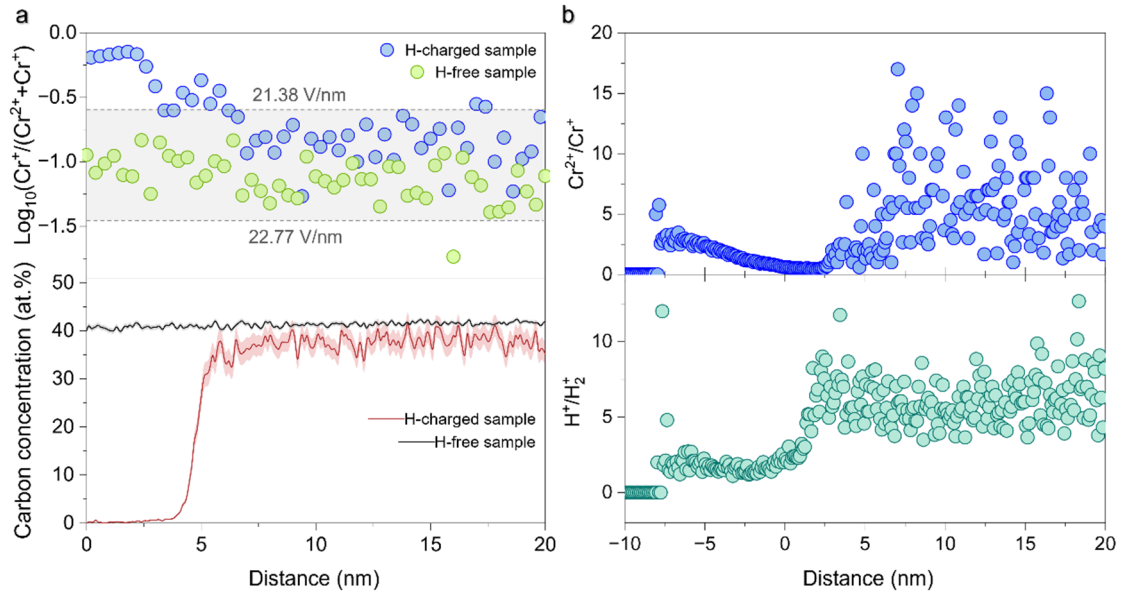 a
Log10(Cr+/(Cr2++Cr+)
0.0
−0.5
−1.0
−1.5
H-charged sample
H-free sample
21.38 V/nm
22.77 V/nm
Carbon concentration (at.%)
50
40
30
20
10
0
H-charged sample
H-free sample
0 5 10 15 20
Distance (nm)
b
Cr2+/Cr+
20
15
10
5
0
H+/H2+
10
5
0
−10 −5 0 5 10 15 20
Distance (nm)